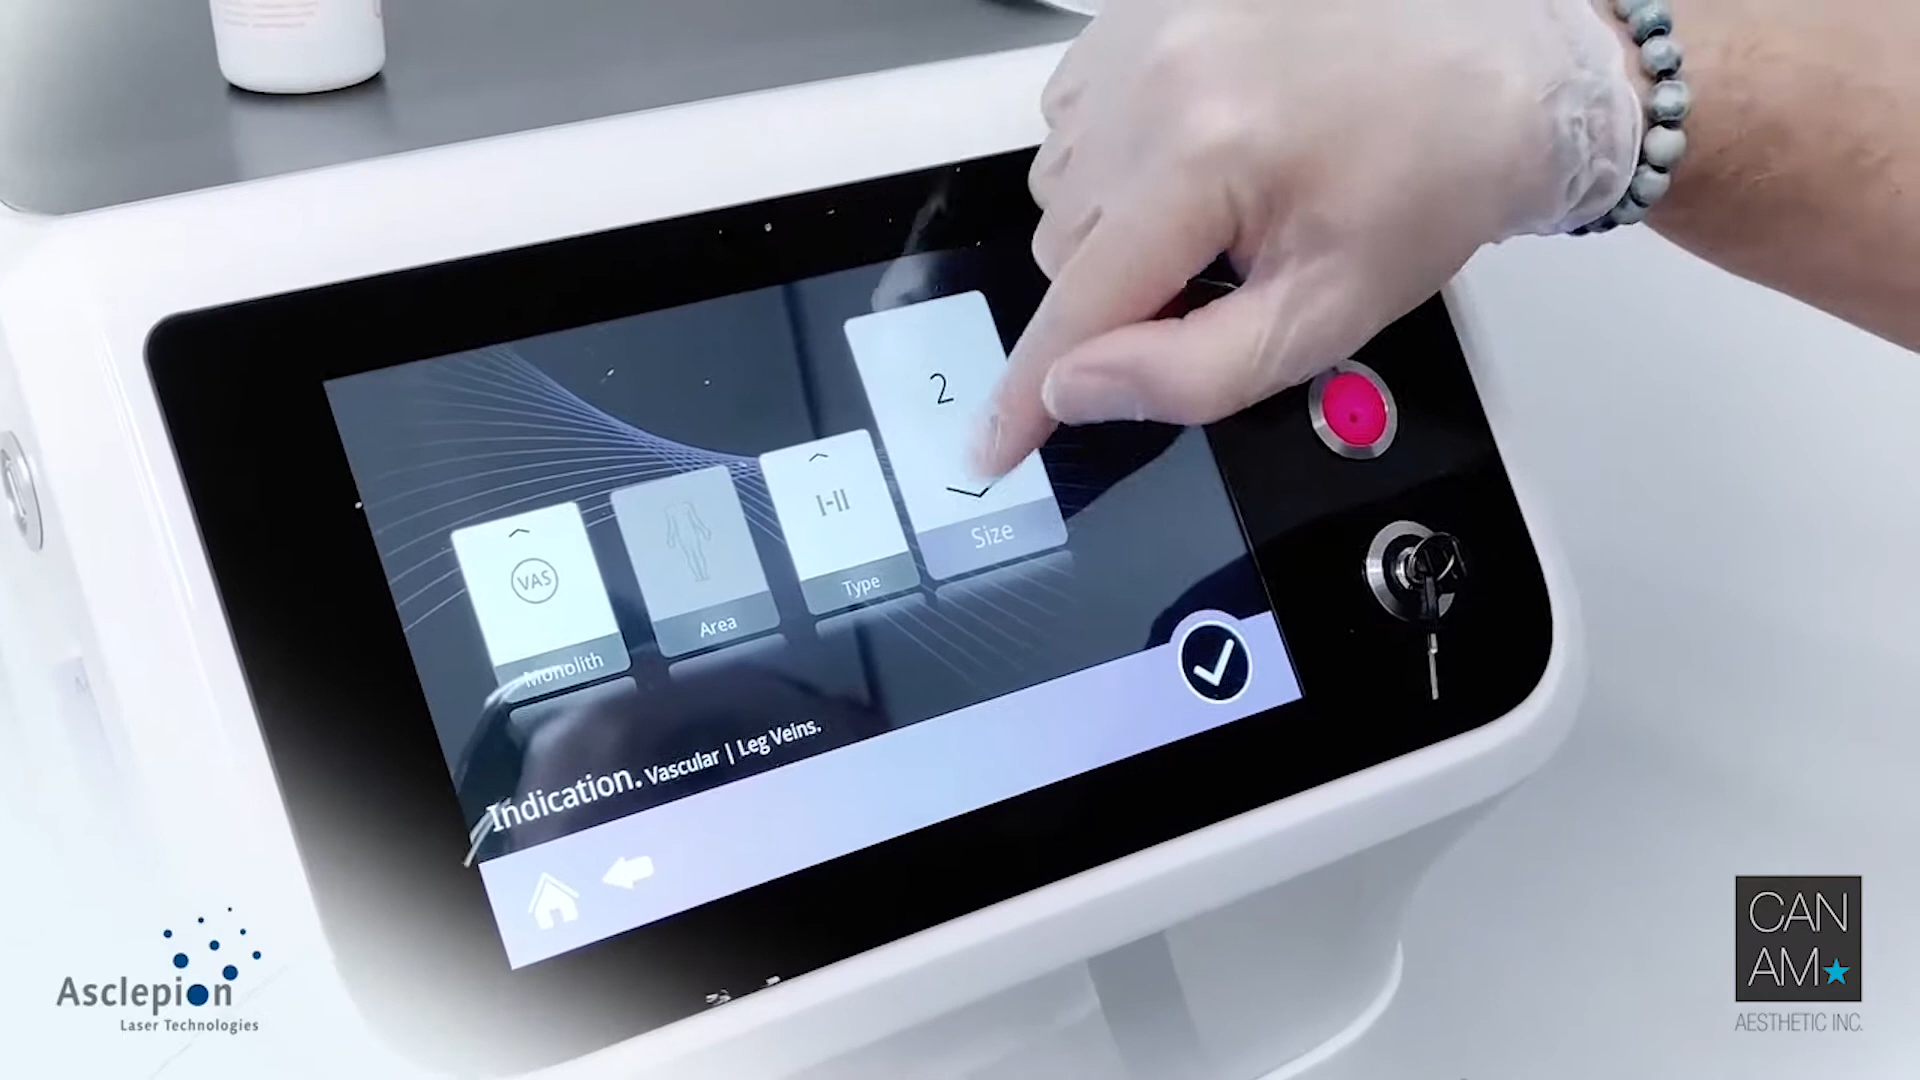 2
Size
I-II
Type
Area
VAS
Monolith
Indication. Vascular | Leg Veins.
Asclepion
Laser Technologies
CAN
AM
AESTHETIC INC.